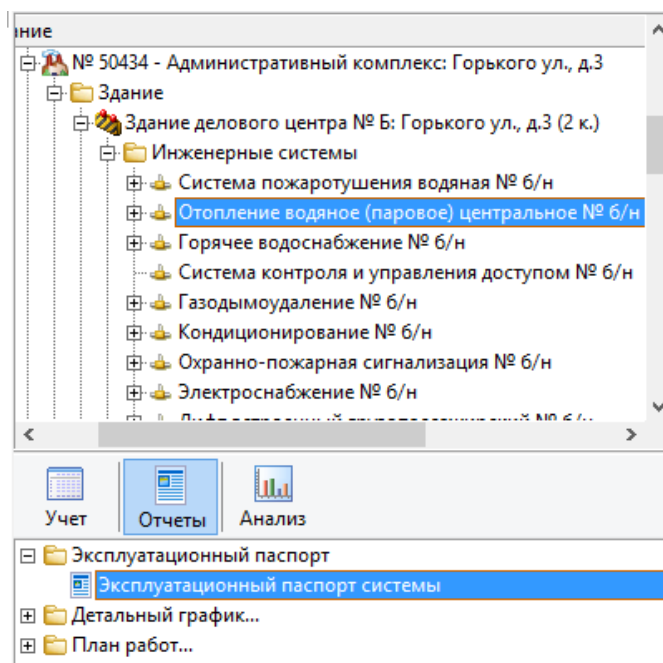 ние
№ 50434 - Административный комплекс: Горького ул., д.3
Здание
Здание делового центра № Б: Горького ул., д.3 (2 к.)
Инженерные системы
Система пожаротушения водяная № б/н
Отопление водяное (паровое) центральное № б/н
Горячее водоснабжение № б/н
Система контроля и управления доступом № б/н
Газодымоудаление № б/н
Кондиционирование № б/н
Охранно-пожарная сигнализация № б/н
Электроснабжение № б/н
Учет Отчеты Анализ
Эксплуатационный паспорт
Эксплуатационный паспорт системы
Детальный график...
План работ...